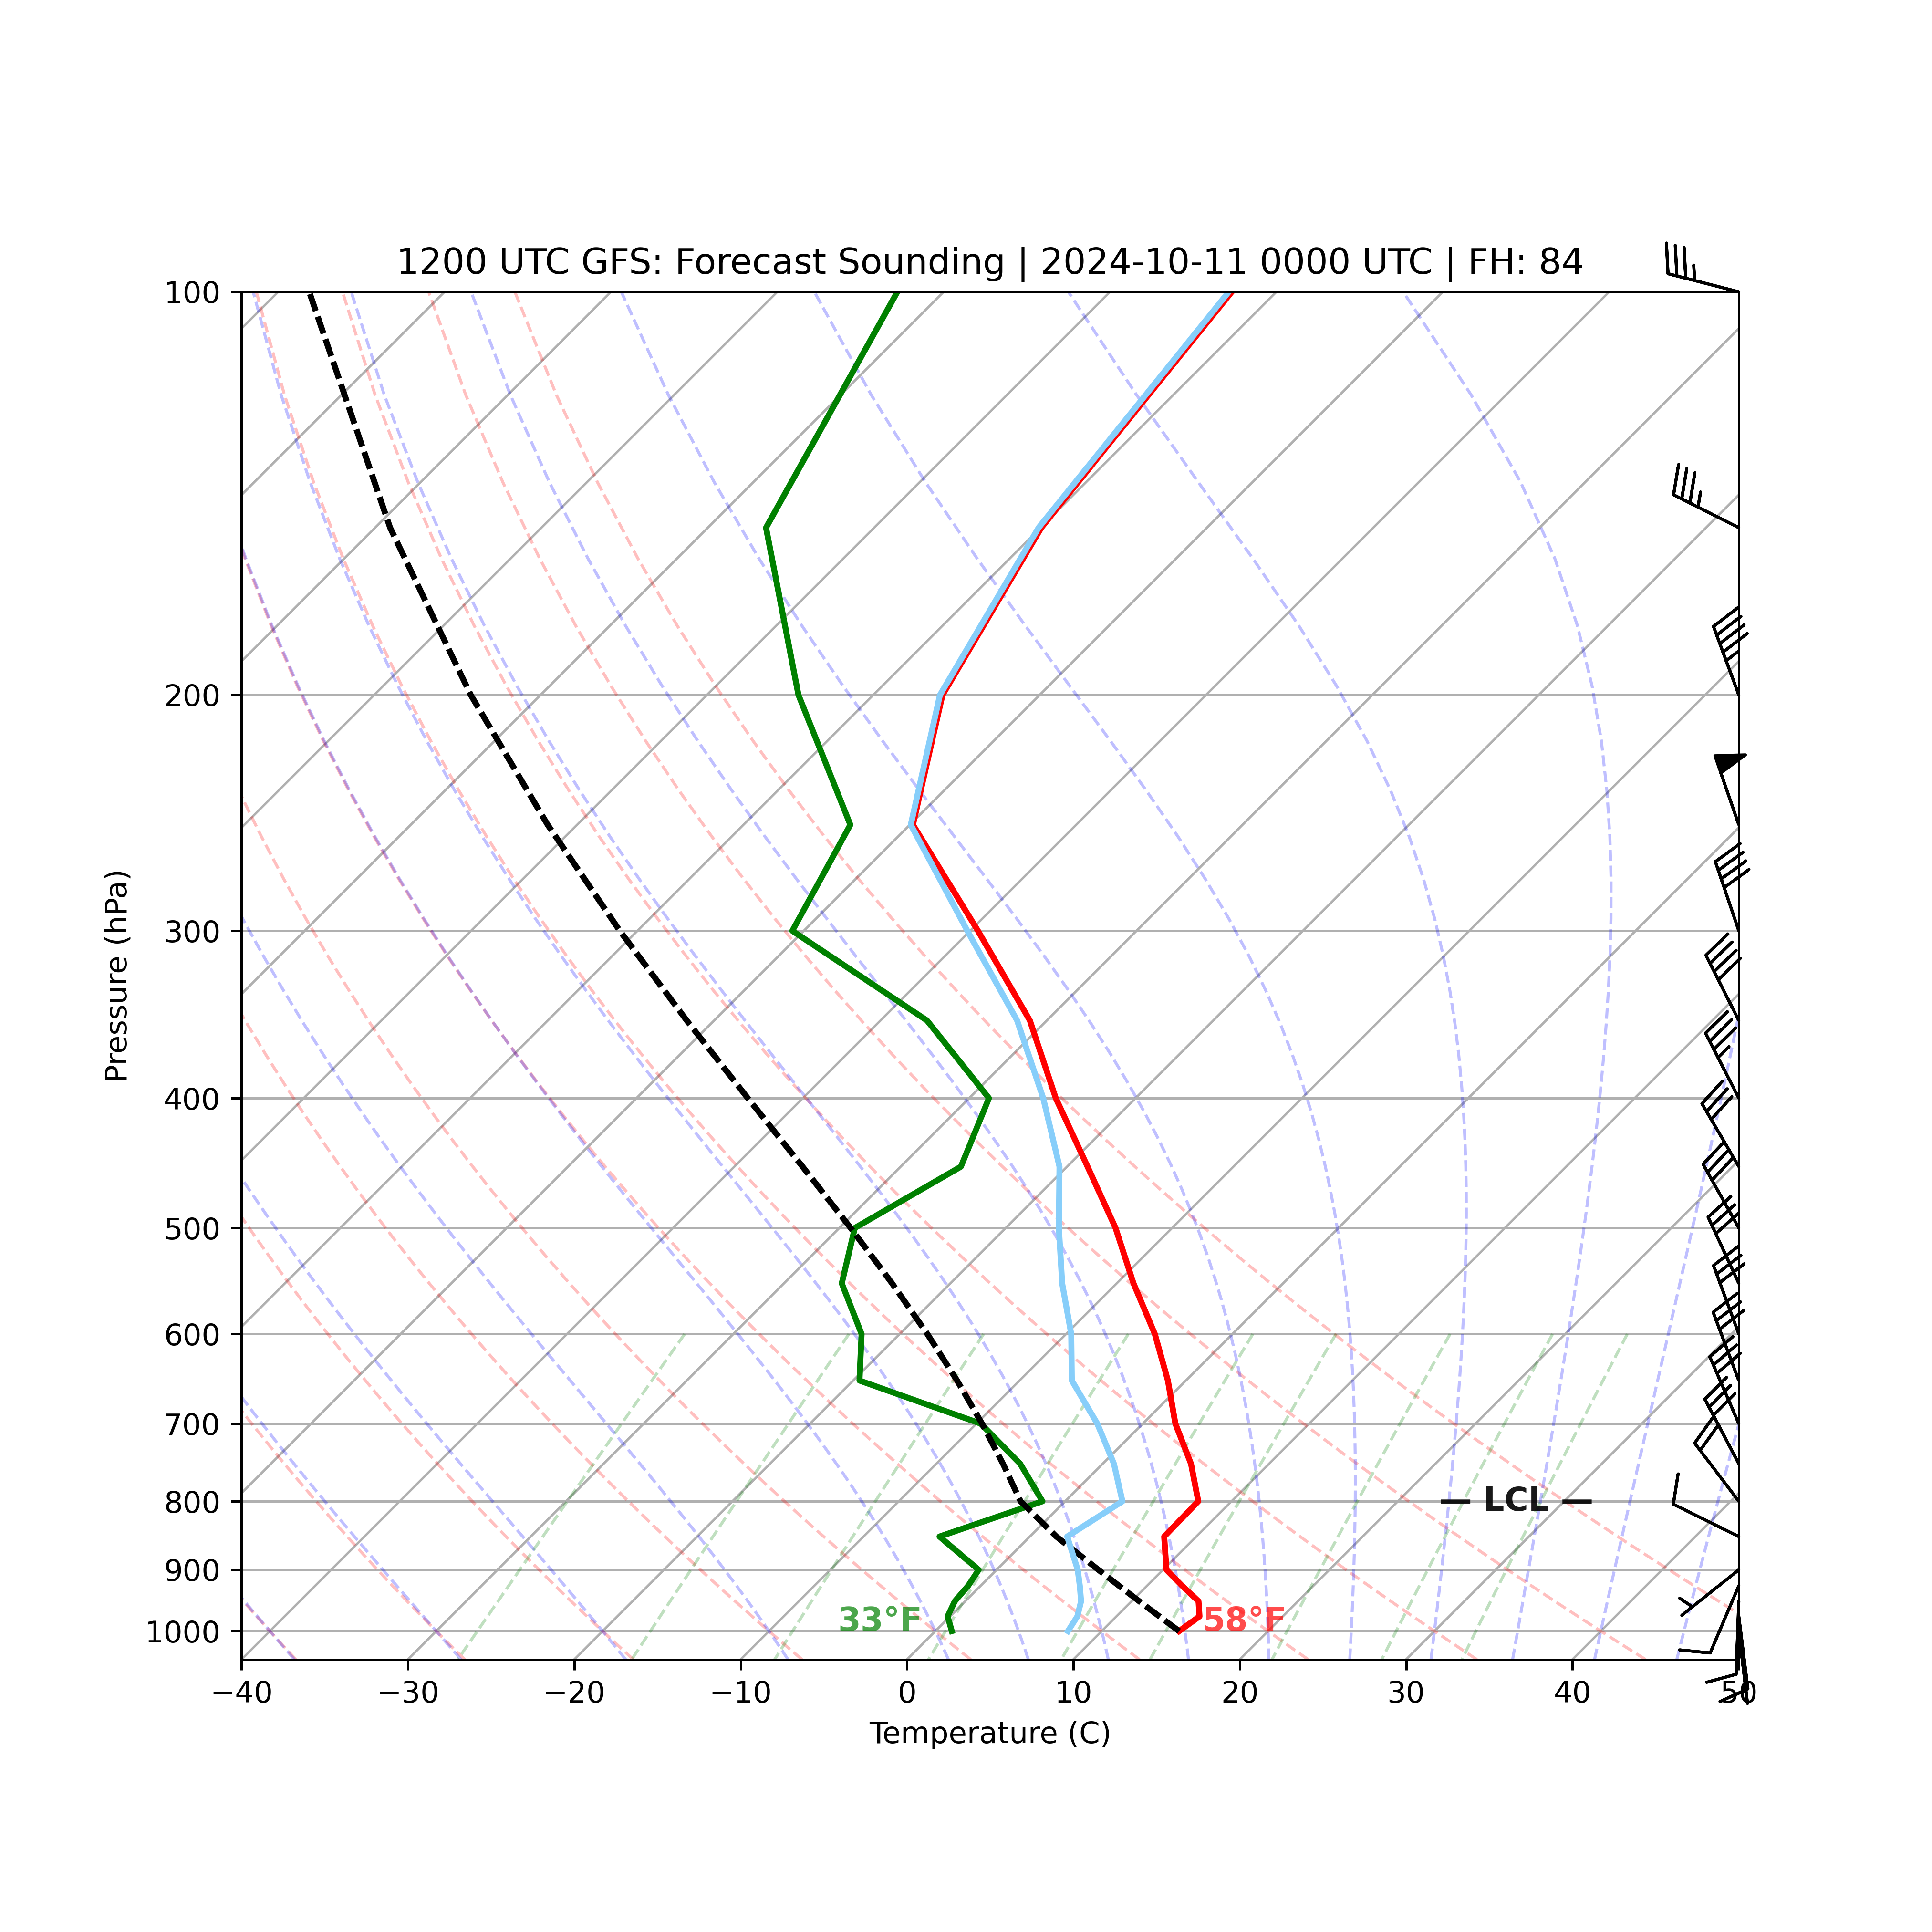 1200 UTC GFS: Forecast Sounding | 2024-10-11 0000 UTC | FH: 84
100
200
300
400
500
600
700
800
900
1000
Pressure (hPa)
LCL
33°F
58°F
−40 −30 −20 −10 0 10 20 30 40 50
Temperature (C)